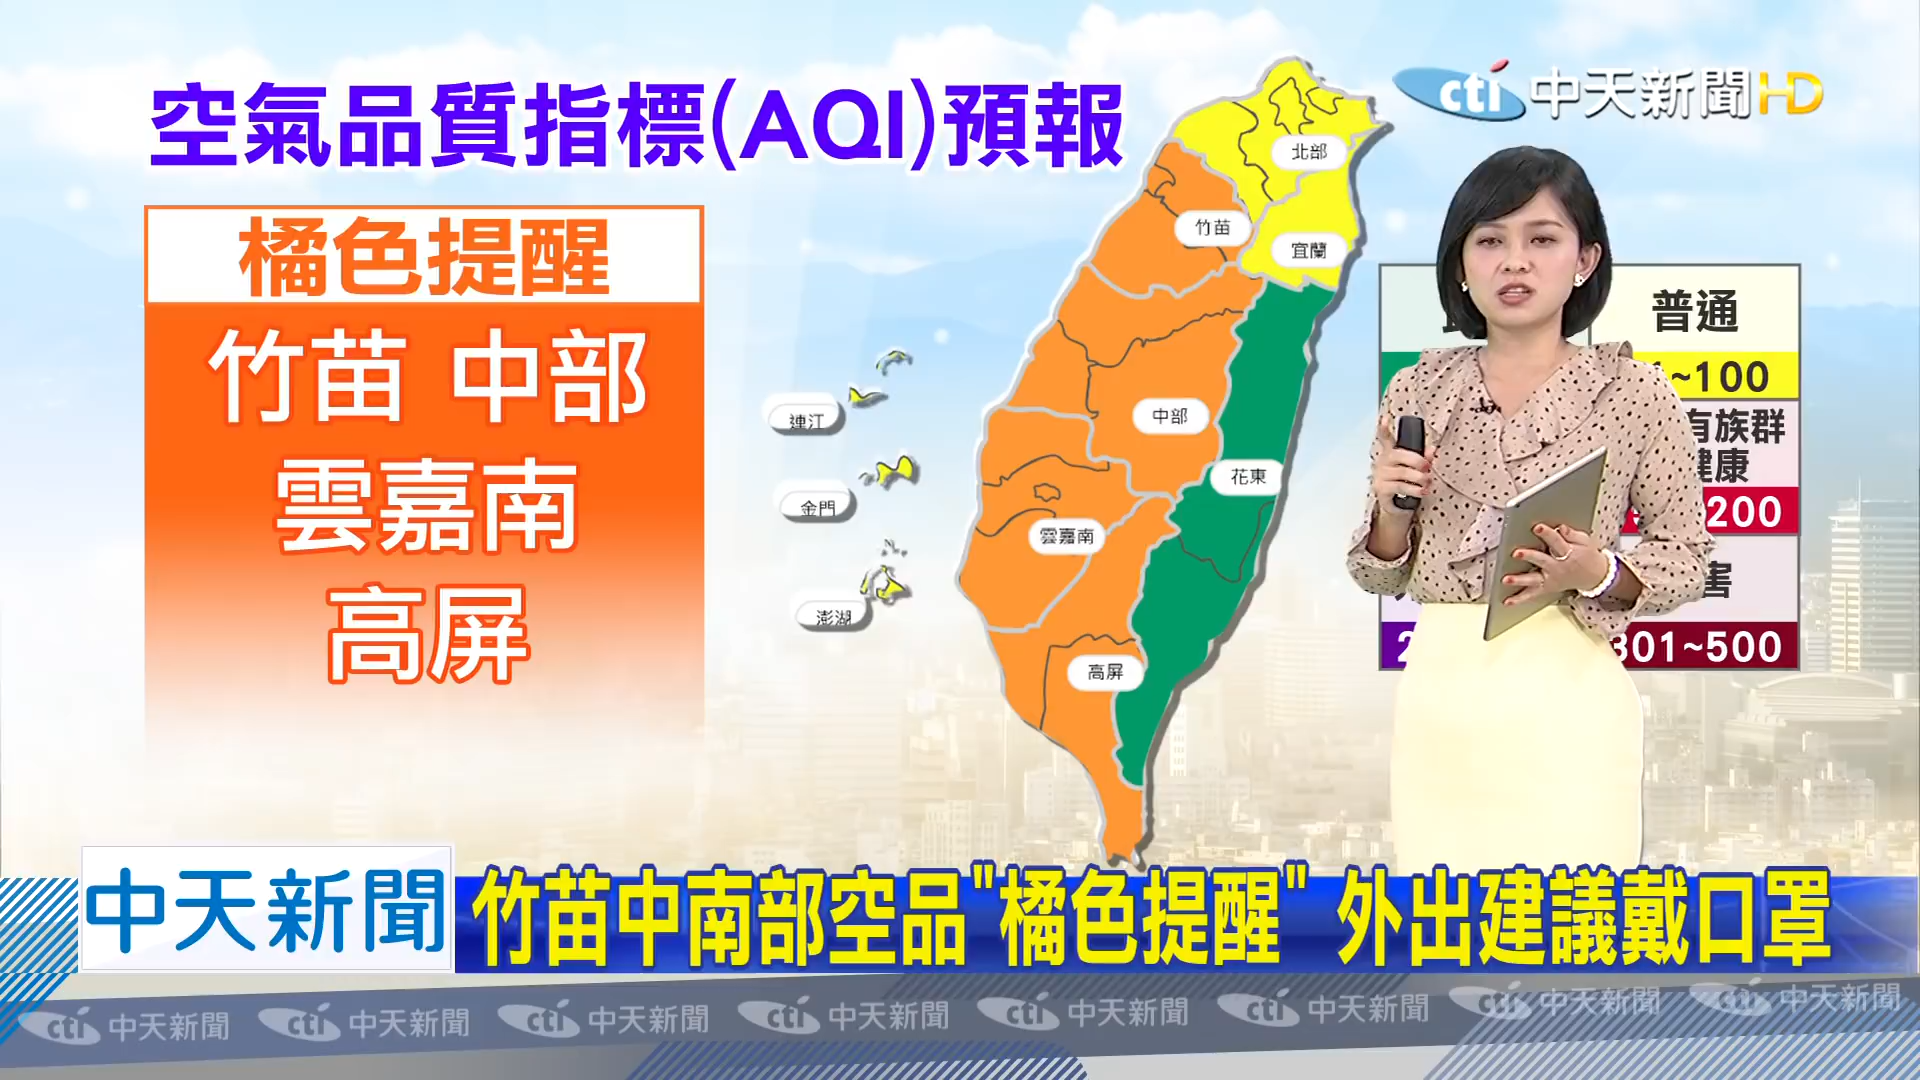 空氣品質指標(AQI)預報
cti 中天新聞HD
橘色提醒
竹苗 中部
雲嘉南
高屏
北部
竹苗
宜蘭
中部
花東
雲嘉南
高屏
連江
金門
澎湖
普通
~100
有族群
健康
200
害
2
301~500
中天新聞
竹苗中南部空品"橘色提醒" 外出建議戴口罩
cti 中天新聞 cti 中天新聞 cti 中天新聞 cti 中天新聞 cti 中天新聞 cti 中天新聞 cti 中天新聞 cti 中天新聞